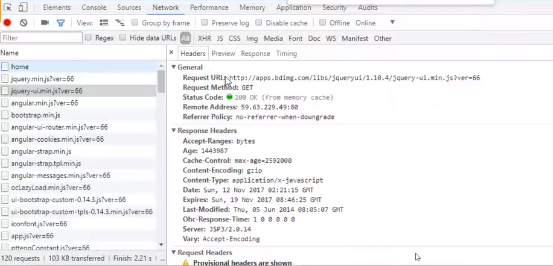 Elements Console Sources Network Performance Memory Application Security Audits
View: Group by frame Preserve log Disable cache Offline Online
Filter Regex Hide data URLs All XHR JS CSS Img Media Font Doc WS Manifest Other
Name
home
jquery.min.js?ver=66
jquery-ui.min.js?ver=66
angular.min.js?ver=66
bootstrap.min.js
angular-ui-router.min.js?ver=66
angular-cookies.min.js?ver=66
angular-strap.min.js
angular-strap.tpl.min.js
angular-messages.min.js?ver=66
ocLazyLoad.min.js?ver=66
ui-bootstrap-custom-0.14.3.js?ver=66
ui-bootstrap-custom-tpls-0.14.3.min.js?ver=66
iconfont.js?ver=66
app.js?ver=66
120 requests | 103 KB transferred | Finish: 2.21 s...
× Headers Preview Response Timing
▼ General
Request URL: http://apps.bdimg.com/libs/jqueryui/1.10.4/jquery-ui.min.js?ver=66
Request Method: GET
Status Code: 200 OK (from memory cache)
Remote Address: 59.63.229.49:80
Referrer Policy: no-referrer-when-downgrade
▼ Response Headers
Accept-Ranges: bytes
Age: 1443987
Cache-Control: max-age=2592000
Content-Encoding: gzip
Content-Type: application/x-javascript
Date: Sun, 12 Nov 2017 02:21:15 GMT
Expires: Sun, 19 Nov 2017 08:46:25 GMT
Last-Modified: Thu, 05 Jun 2014 08:05:07 GMT
Ohc-Response-Time: 1 0 0 0 0 0
Server: JSP3/2.0.14
Vary: Accept-Encoding
▼ Request Headers
Provisional headers are shown